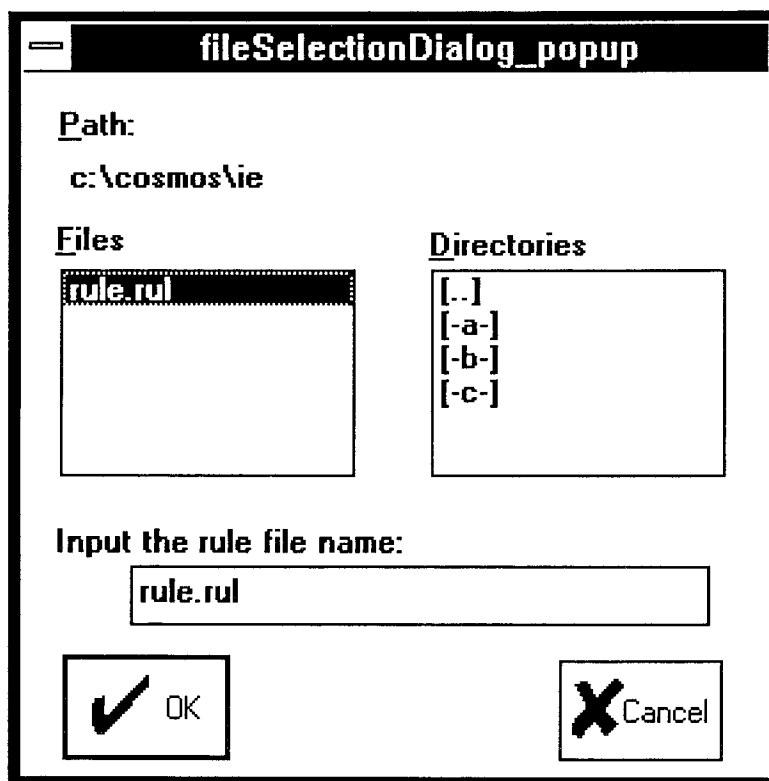 fileSelectionDialog_popup
Path:
c:\cosmos\ie
Files
rule.rul
Directories
[..]
[-a-]
[-b-]
[-c-]
Input the rule file name:
rule.rul
OK
Cancel